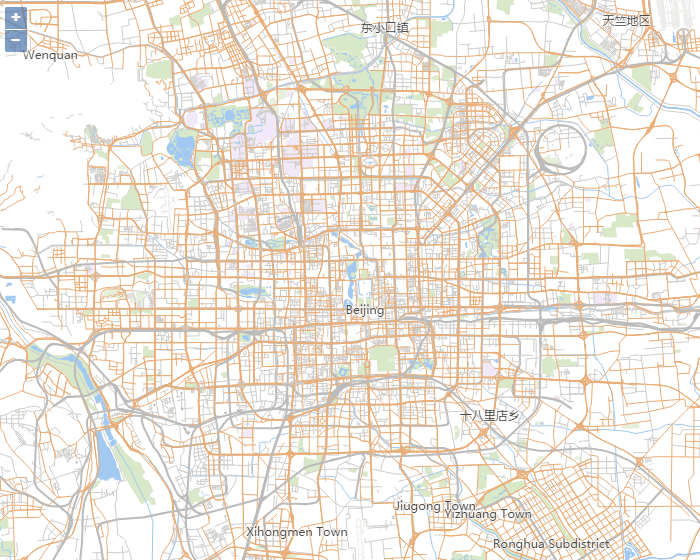 东小口镇
天竺地区
+
−
Wenquan
Beijing
十八里店乡
Jiugong Town
Yizhuang Town
Xihongmen Town
Ronghua Subdistrict